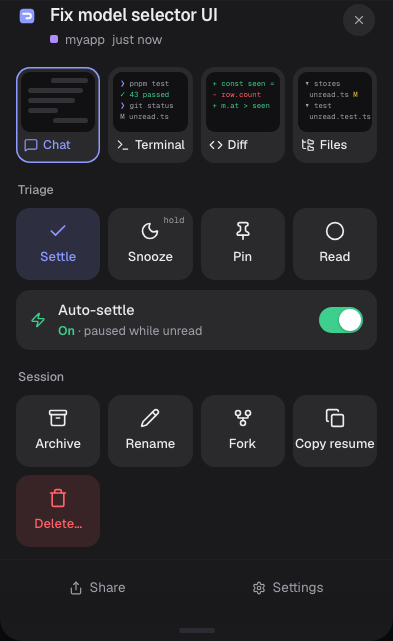 Fix model selector UI
myapp just now
❯ pnpm test
✓ 43 passed
❯ git status
M unread.ts
+ const seen =
- row.count
+ m.at > seen
▾ stores
unread.ts M
▾ test
unread.test.ts
Chat
Terminal
Diff
Files
Triage
Settle
hold
Snooze
Pin
Read
Auto-settle
On · paused while unread
Session
Archive
Rename
Fork
Copy resume
Delete…
Share
Settings